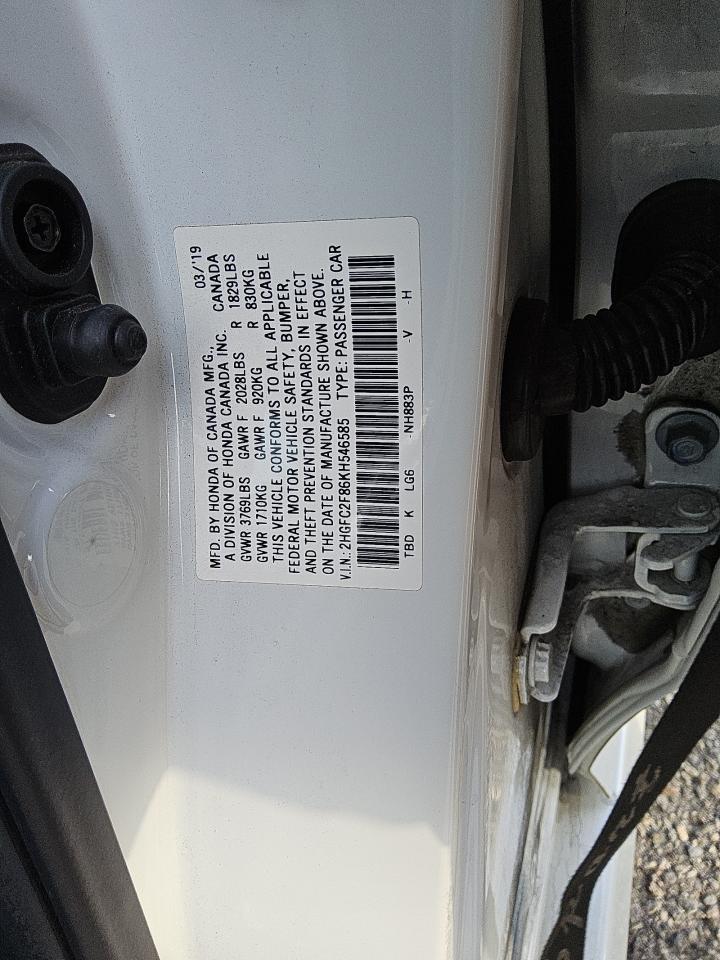 03/'19
MFD. BY HONDA OF CANADA MFG.,
A DIVISION OF HONDA CANADA INC. CANADA
GVWR 3769LBS GAWR F 2028LBS R 1829LBS
GVWR 1710KG GAWR F 920KG R 830KG
THIS VEHICLE CONFORMS TO ALL APPLICABLE
FEDERAL MOTOR VEHICLE SAFETY, BUMPER,
AND THEFT PREVENTION STANDARDS IN EFFECT
ON THE DATE OF MANUFACTURE SHOWN ABOVE.
V.I.N.: 2HGFC2F86KH546585 TYPE: PASSENGER CAR
TBD K LG6 -NH883P -V -H